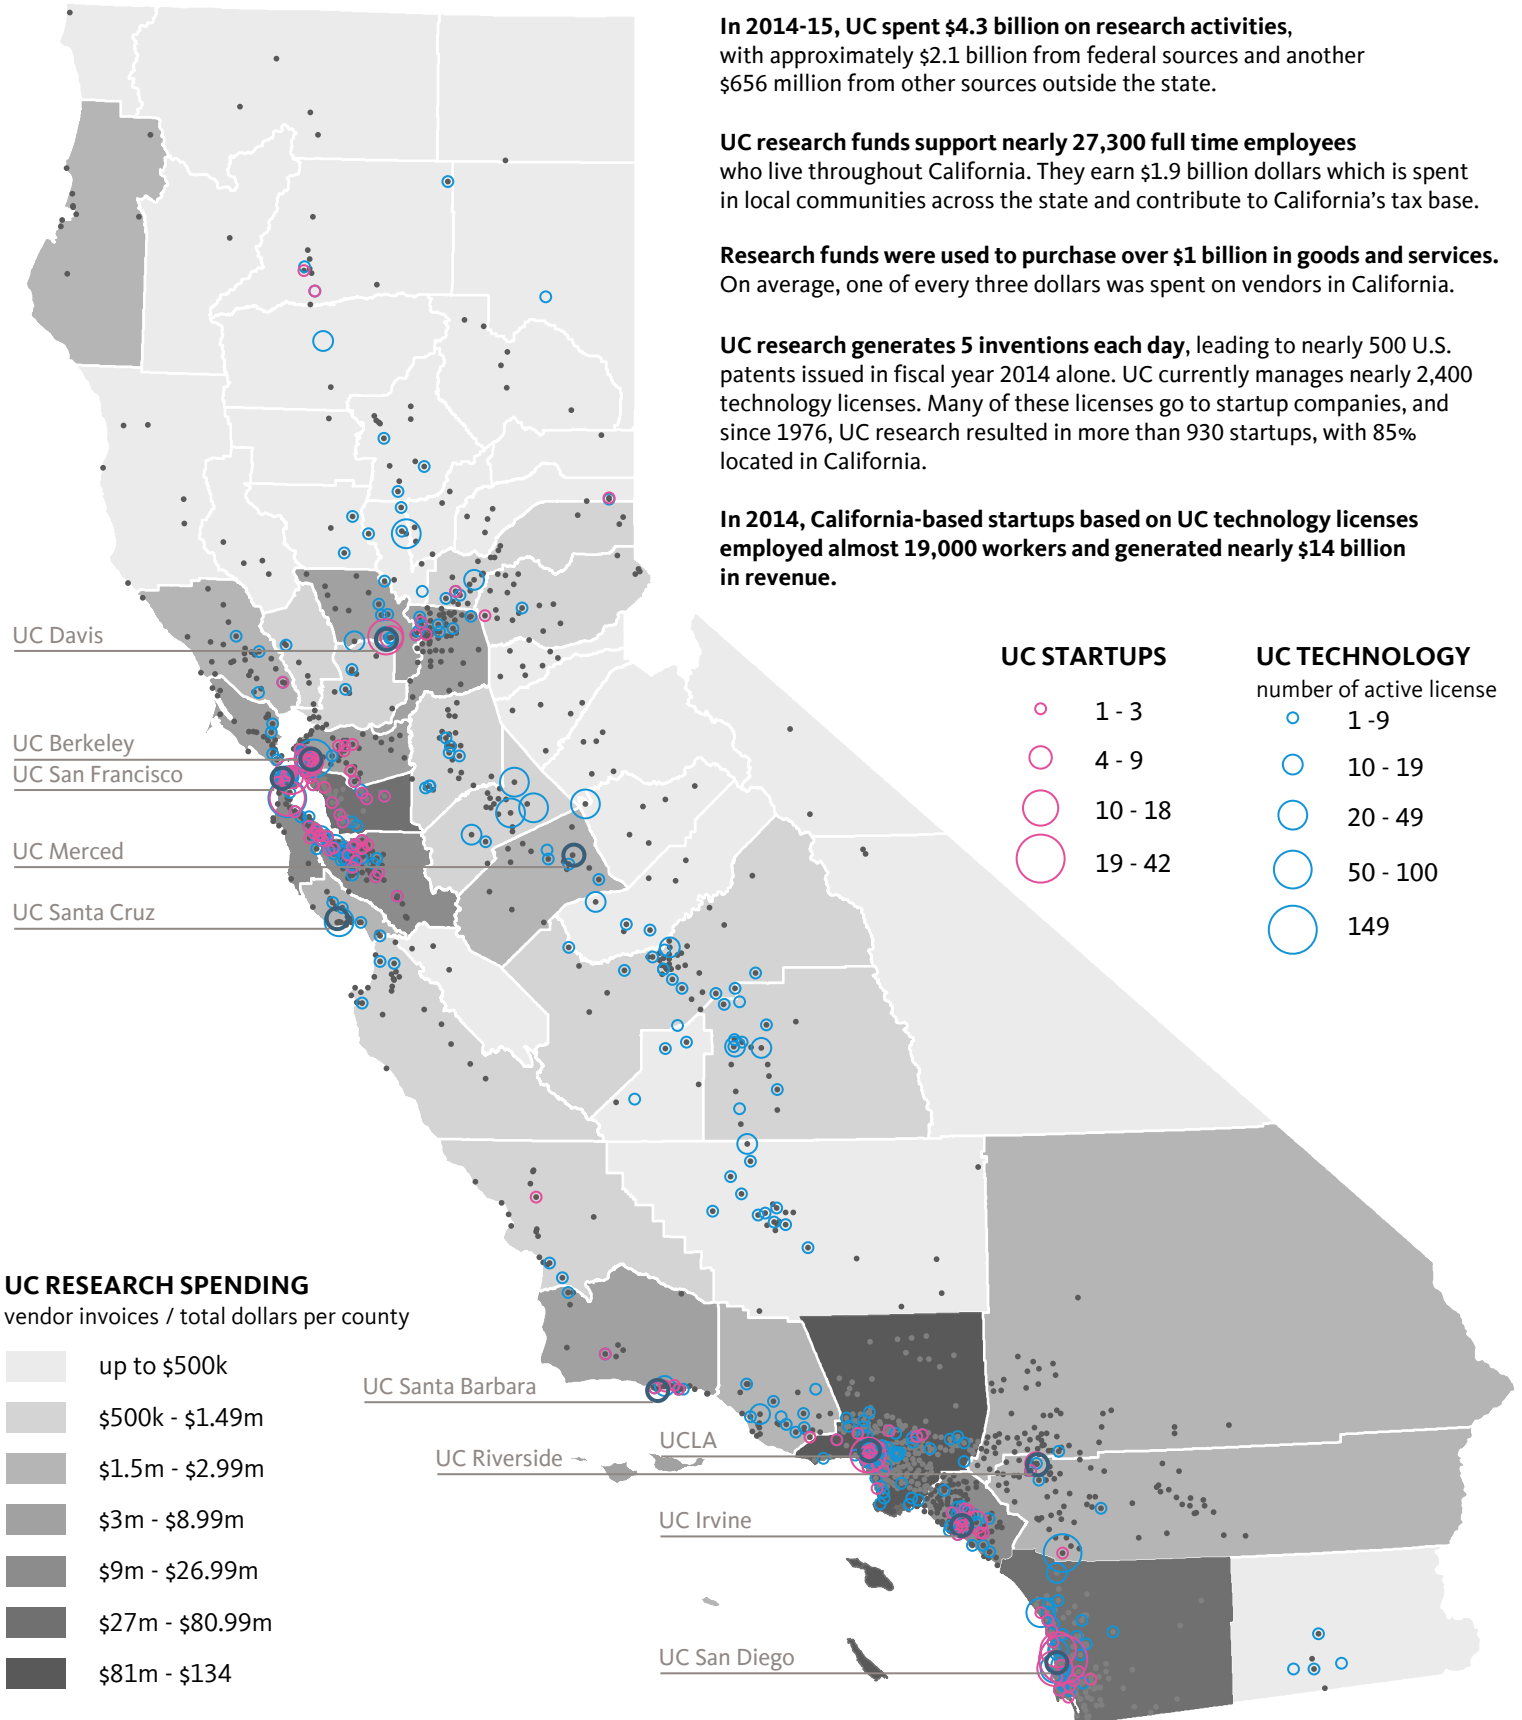 In 2014-15, UC spent $4.3 billion on research activities,
with approximately $2.1 billion from federal sources and another
$656 million from other sources outside the state.
UC research funds support nearly 27,300 full time employees
who live throughout California. They earn $1.9 billion dollars which is spent
in local communities across the state and contribute to California's tax base.
Research funds were used to purchase over $1 billion in goods and services.
On average, one of every three dollars was spent on vendors in California.
UC research generates 5 inventions each day, leading to nearly 500 U.S.
patents issued in fiscal year 2014 alone. UC currently manages nearly 2,400
technology licenses. Many of these licenses go to startup companies, and
since 1976, UC research resulted in more than 930 startups, with 85%
located in California.
In 2014, California-based startups based on UC technology licenses
employed almost 19,000 workers and generated nearly $14 billion
in revenue.
UC STARTUPS
1 - 3
4 - 9
10 - 18
19 - 42
UC TECHNOLOGY
number of active license
1 -9
10 - 19
20 - 49
50 - 100
149
UC Davis
UC Berkeley
UC San Francisco
UC Merced
UC Santa Cruz
UC Santa Barbara
UCLA
UC Riverside
UC Irvine
UC San Diego
UC RESEARCH SPENDING
vendor invoices / total dollars per county
up to $500k
$500k - $1.49m
$1.5m - $2.99m
$3m - $8.99m
$9m - $26.99m
$27m - $80.99m
$81m - $134